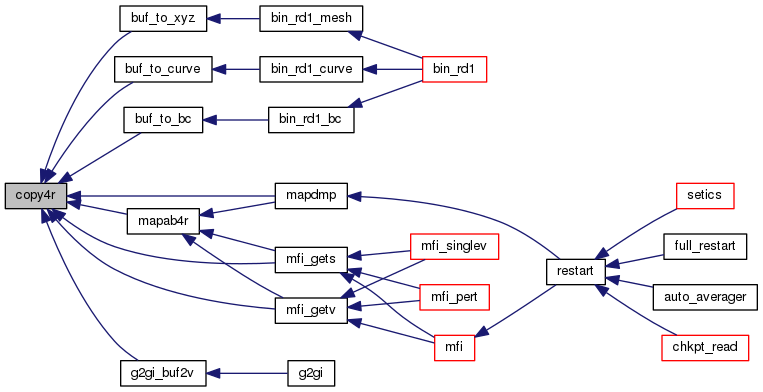 buf_to_xyz
bin_rd1_mesh
buf_to_curve
bin_rd1_curve
bin_rd1
buf_to_bc
bin_rd1_bc
copy4r
mapdmp
setics
mapab4r
mfi_singlev
full_restart
mfi_gets
restart
mfi_pert
auto_averager
mfi_getv
mfi
chkpt_read
g2gi_buf2v
g2gi